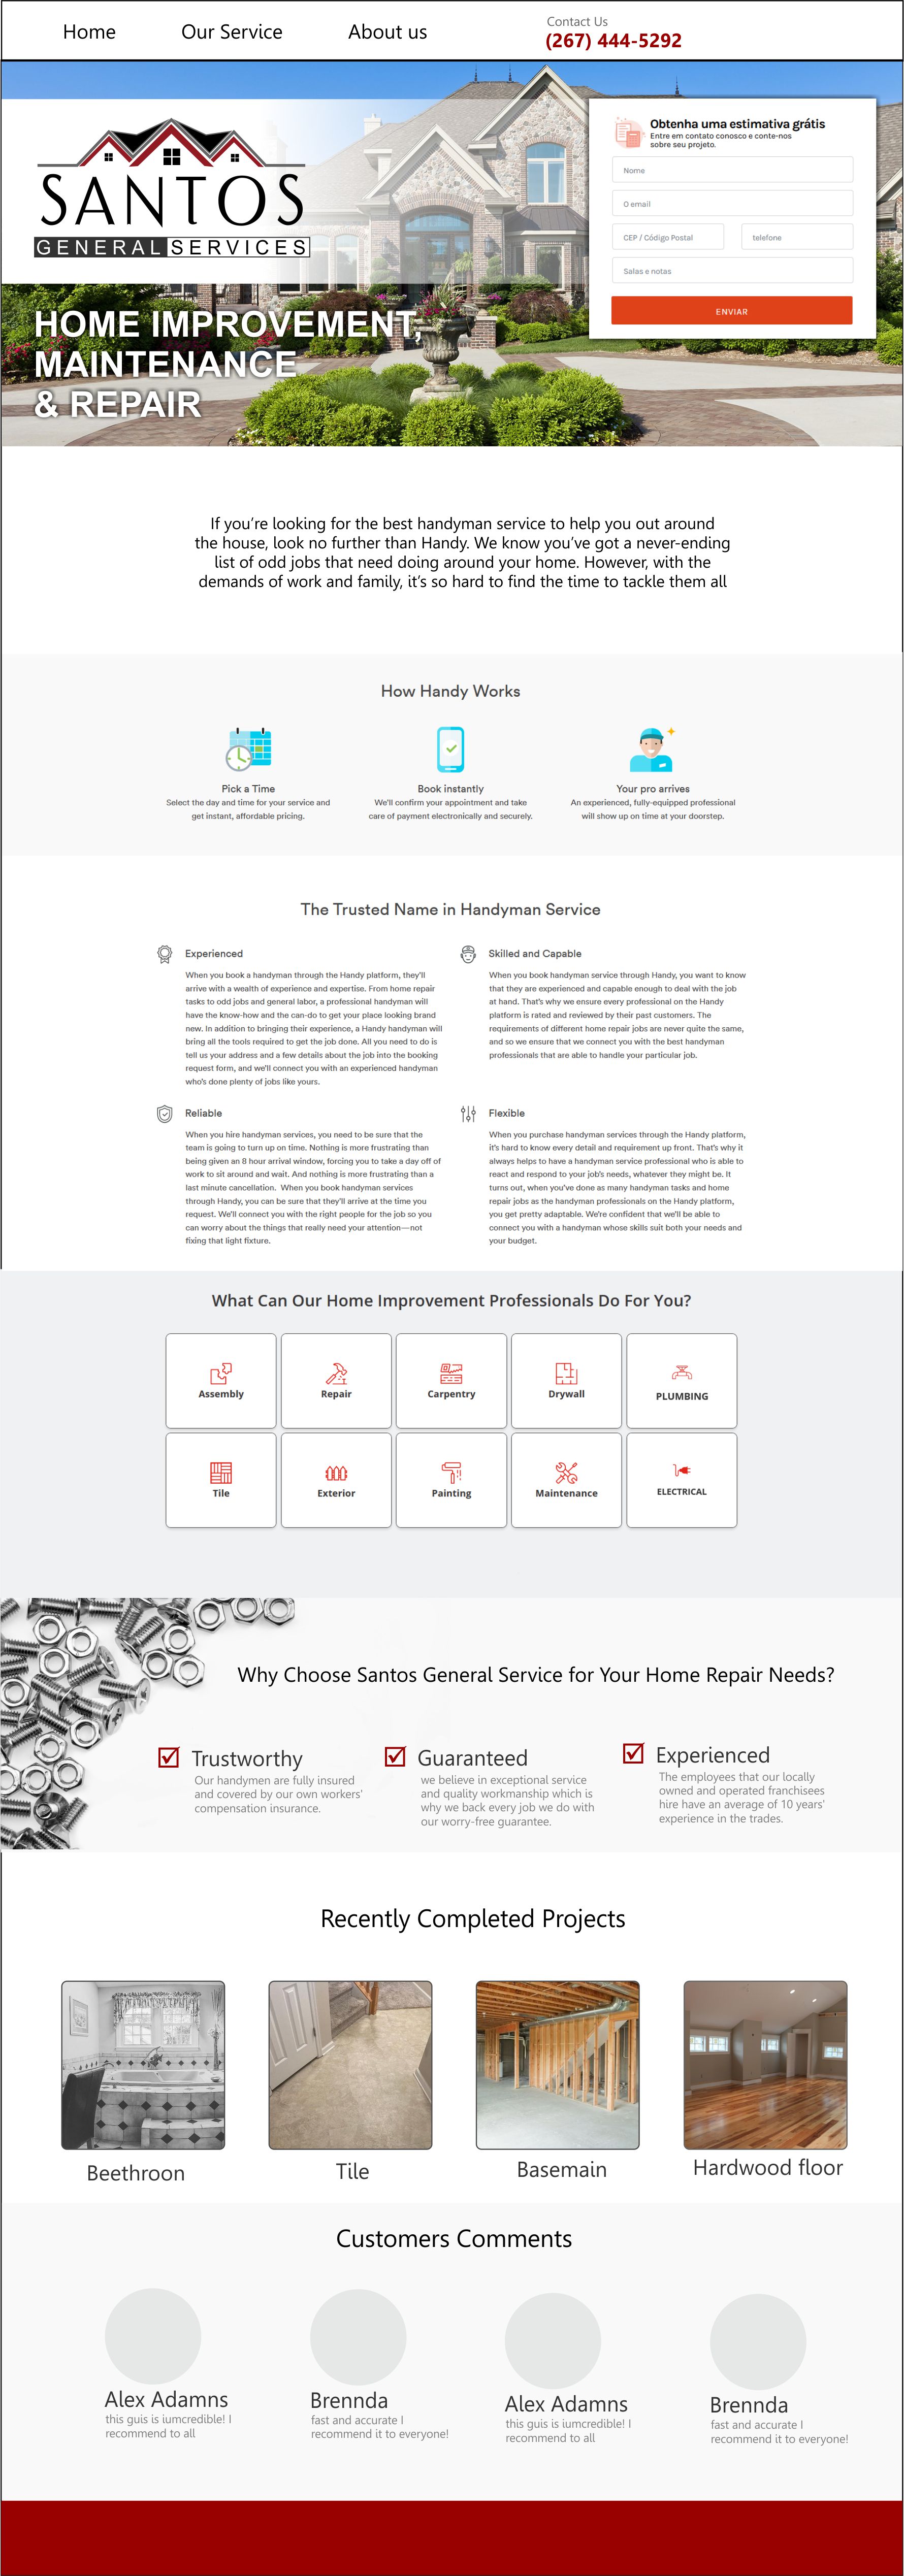 Home
Our Service
About us
Contact Us
(267) 444-5292
SANTOS
GENERAL SERVICES
HOME IMPROVEMENT,
MAINTENANCE
& REPAIR
Obtenha uma estimativa grátis
Entre em contato conosco e conte-nos
sobre seu projeto.
Nome
O email
CEP / Código Postal
telefone
Salas e notas
ENVIAR
If you're looking for the best handyman service to help you out around
the house, look no further than Handy. We know you've got a never-ending
list of odd jobs that need doing around your home. However, with the
demands of work and family, it's so hard to find the time to tackle them all
How Handy Works
Pick a Time
Select the day and time for your service and
get instant, affordable pricing.
Book instantly
We'll confirm your appointment and take
care of payment electronically and securely.
Your pro arrives
An experienced, fully-equipped professional
will show up on time at your doorstep.
The Trusted Name in Handyman Service
Experienced
When you book a handyman through the Handy platform, they'll
arrive with a wealth of experience and expertise. From home repair
tasks to odd jobs and general labor, a professional handyman will
have the know-how and the can-do to get your place looking brand
new. In addition to bringing their experience, a Handy handyman will
bring all the tools required to get the job done. All you need to do is
tell us your address and a few details about the job into the booking
request form, and we'll connect you with an experienced handyman
who's done plenty of jobs like yours.
Skilled and Capable
When you book handyman service through Handy, you want to know
that they are experienced and capable enough to deal with the job
at hand. That's why we ensure every professional on the Handy
platform is rated and reviewed by their past customers. The
requirements of different home repair jobs are never quite the same,
and so we ensure that we connect you with the best handyman
professionals that are able to handle your particular job.
Reliable
When you hire handyman services, you need to be sure that the
team is going to turn up on time. Nothing is more frustrating than
being given an 8 hour arrival window, forcing you to take a day off of
work to sit around and wait. And nothing is more frustrating than a
last minute cancellation. When you book handyman services
through Handy, you can be sure that they'll arrive at the time you
request. We'll connect you with the right people for the job so you
can worry about the things that really need your attention—not
fixing that light fixture.
Flexible
When you purchase handyman services through the Handy platform,
it's hard to know every detail and requirement up front. That's why it
always helps to have a handyman service professional who is able to
react and respond to your job's needs, whatever they might be. It
turns out, when you've done as many handyman tasks and home
repair jobs as the handyman professionals on the Handy platform,
you get pretty adaptable. We're confident that we'll be able to
connect you with a handyman whose skills suit both your needs and
your budget.
What Can Our Home Improvement Professionals Do For You?
Assembly
Repair
Carpentry
Drywall
PLUMBING
Tile
Exterior
Painting
Maintenance
ELECTRICAL
Why Choose Santos General Service for Your Home Repair Needs?
Trustworthy
Our handymen are fully insured
and covered by our own workers'
compensation insurance.
Guaranteed
we believe in exceptional service
and quality workmanship which is
why we back every job we do with
our worry-free guarantee.
Experienced
The employees that our locally
owned and operated franchisees
hire have an average of 10 years'
experience in the trades.
Recently Completed Projects
Beethroon
Tile
Basemain
Hardwood floor
Customers Comments
Alex Adamns
this guis is iumcredible! I
recommend to all
Brennda
fast and accurate I
recommend it to everyone!
Alex Adamns
this guis is iumcredible! I
recommend to all
Brennda
fast and accurate I
recommend it to everyone!